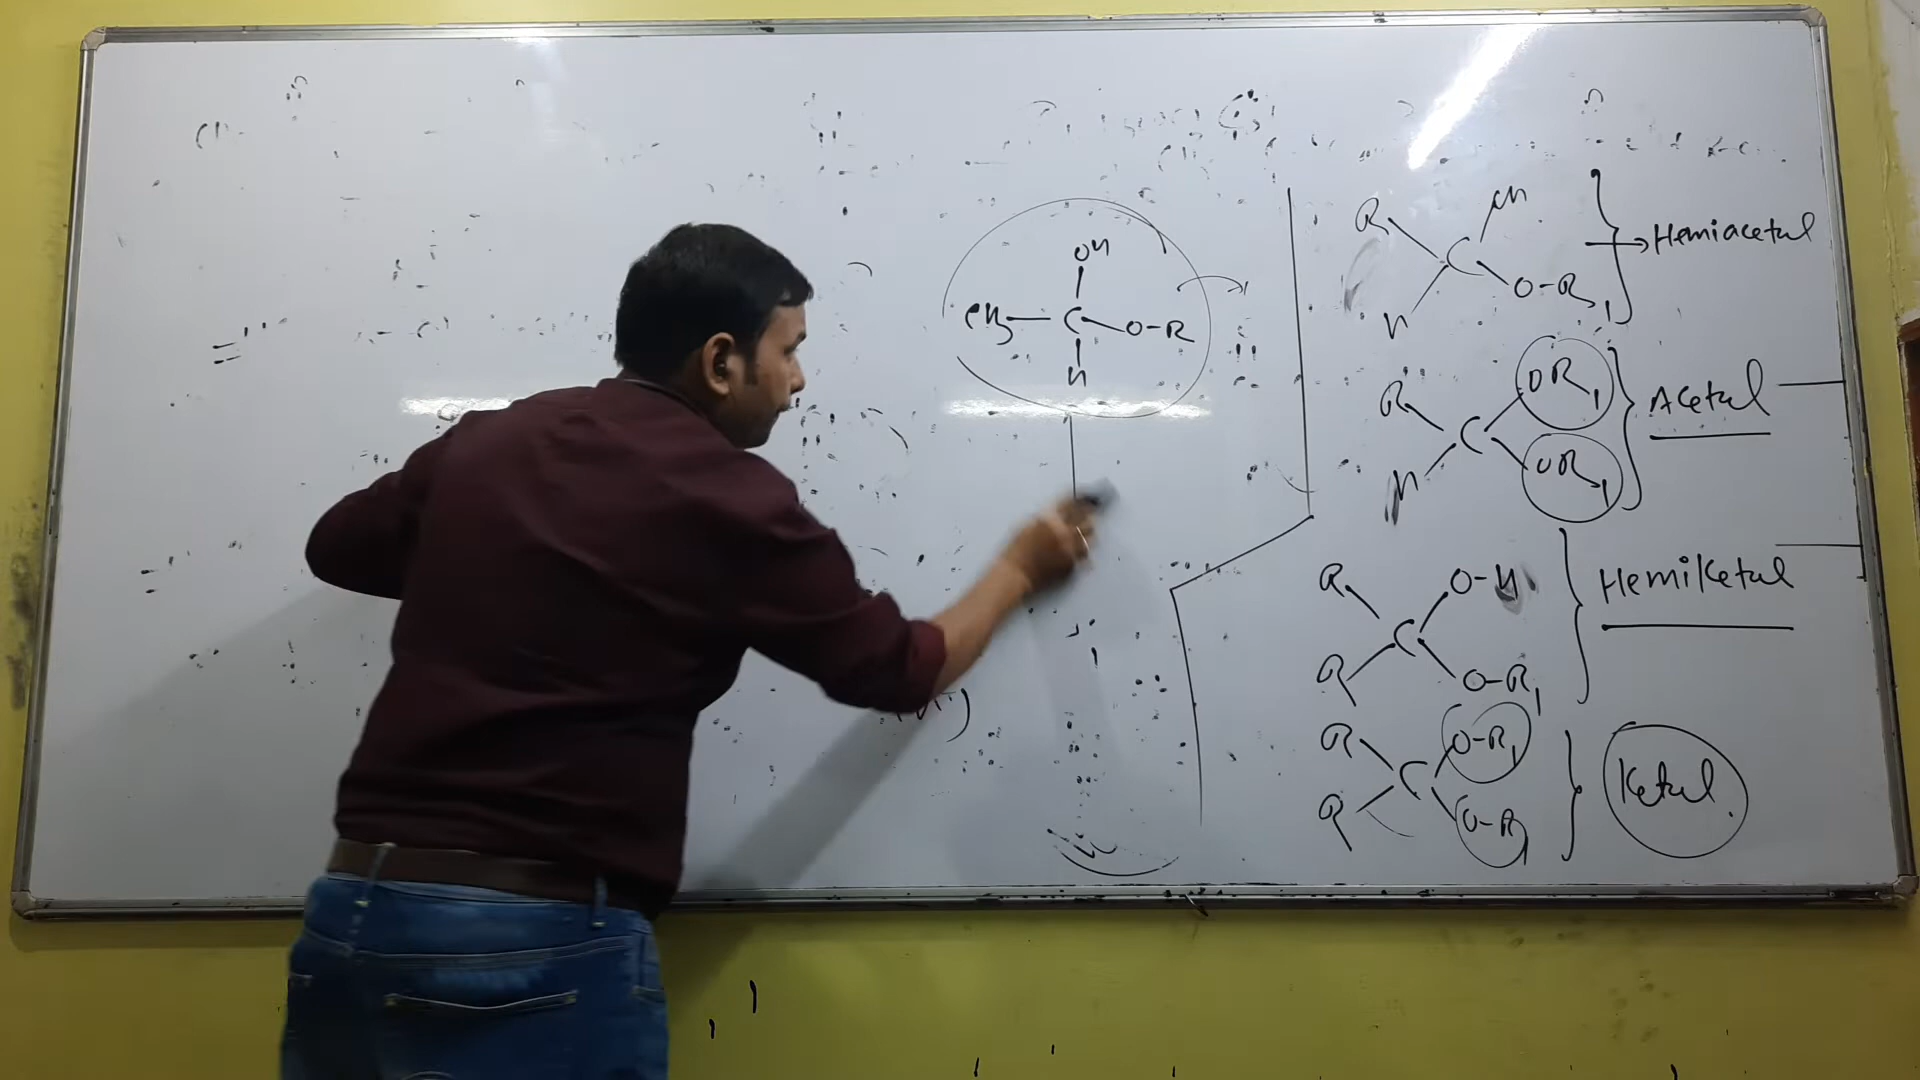 OH
CH3 — C — O-R
H
R OH
C → Hemiacetal
H O-R1
R OR1
C Acetal
H OR1
R O-H
C HemiKetal
R O-R1
R O-R1
C Ketal
R O-R1